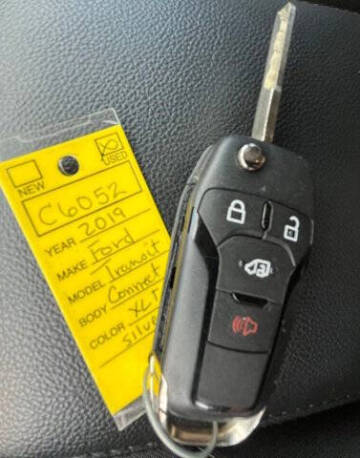 NEW USED
C6052
YEAR 2019
MAKE Ford
MODEL Transit
BODY Connect
COLOR XLT
silver